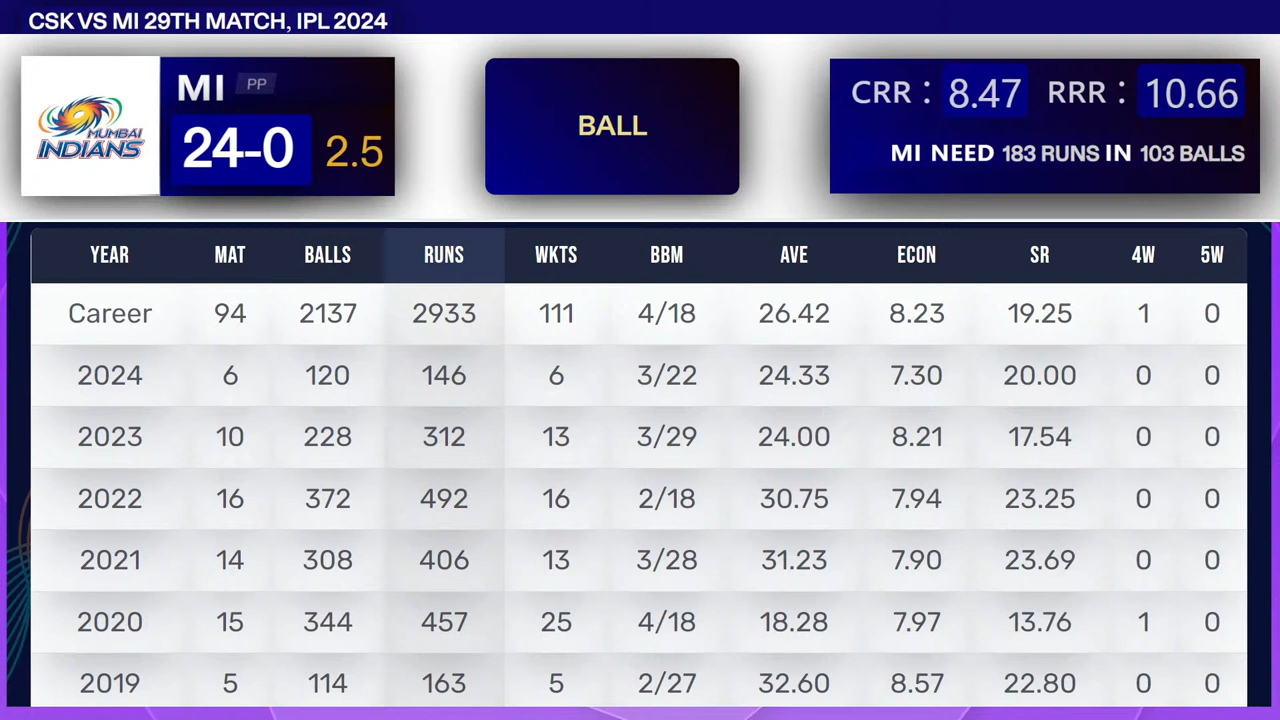 CSK VS MI 29TH MATCH, IPL 2024
MUMBAI
INDIANS
MI PP
24-0 2.5
BALL
CRR : 8.47 RRR : 10.66
MI NEED 183 RUNS IN 103 BALLS
YEAR MAT BALLS RUNS WKTS BBM AVE ECON SR 4W 5W
Career 94 2137 2933 111 4/18 26.42 8.23 19.25 1 0
2024 6 120 146 6 3/22 24.33 7.30 20.00 0 0
2023 10 228 312 13 3/29 24.00 8.21 17.54 0 0
2022 16 372 492 16 2/18 30.75 7.94 23.25 0 0
2021 14 308 406 13 3/28 31.23 7.90 23.69 0 0
2020 15 344 457 25 4/18 18.28 7.97 13.76 1 0
2019 5 114 163 5 2/27 32.60 8.57 22.80 0 0